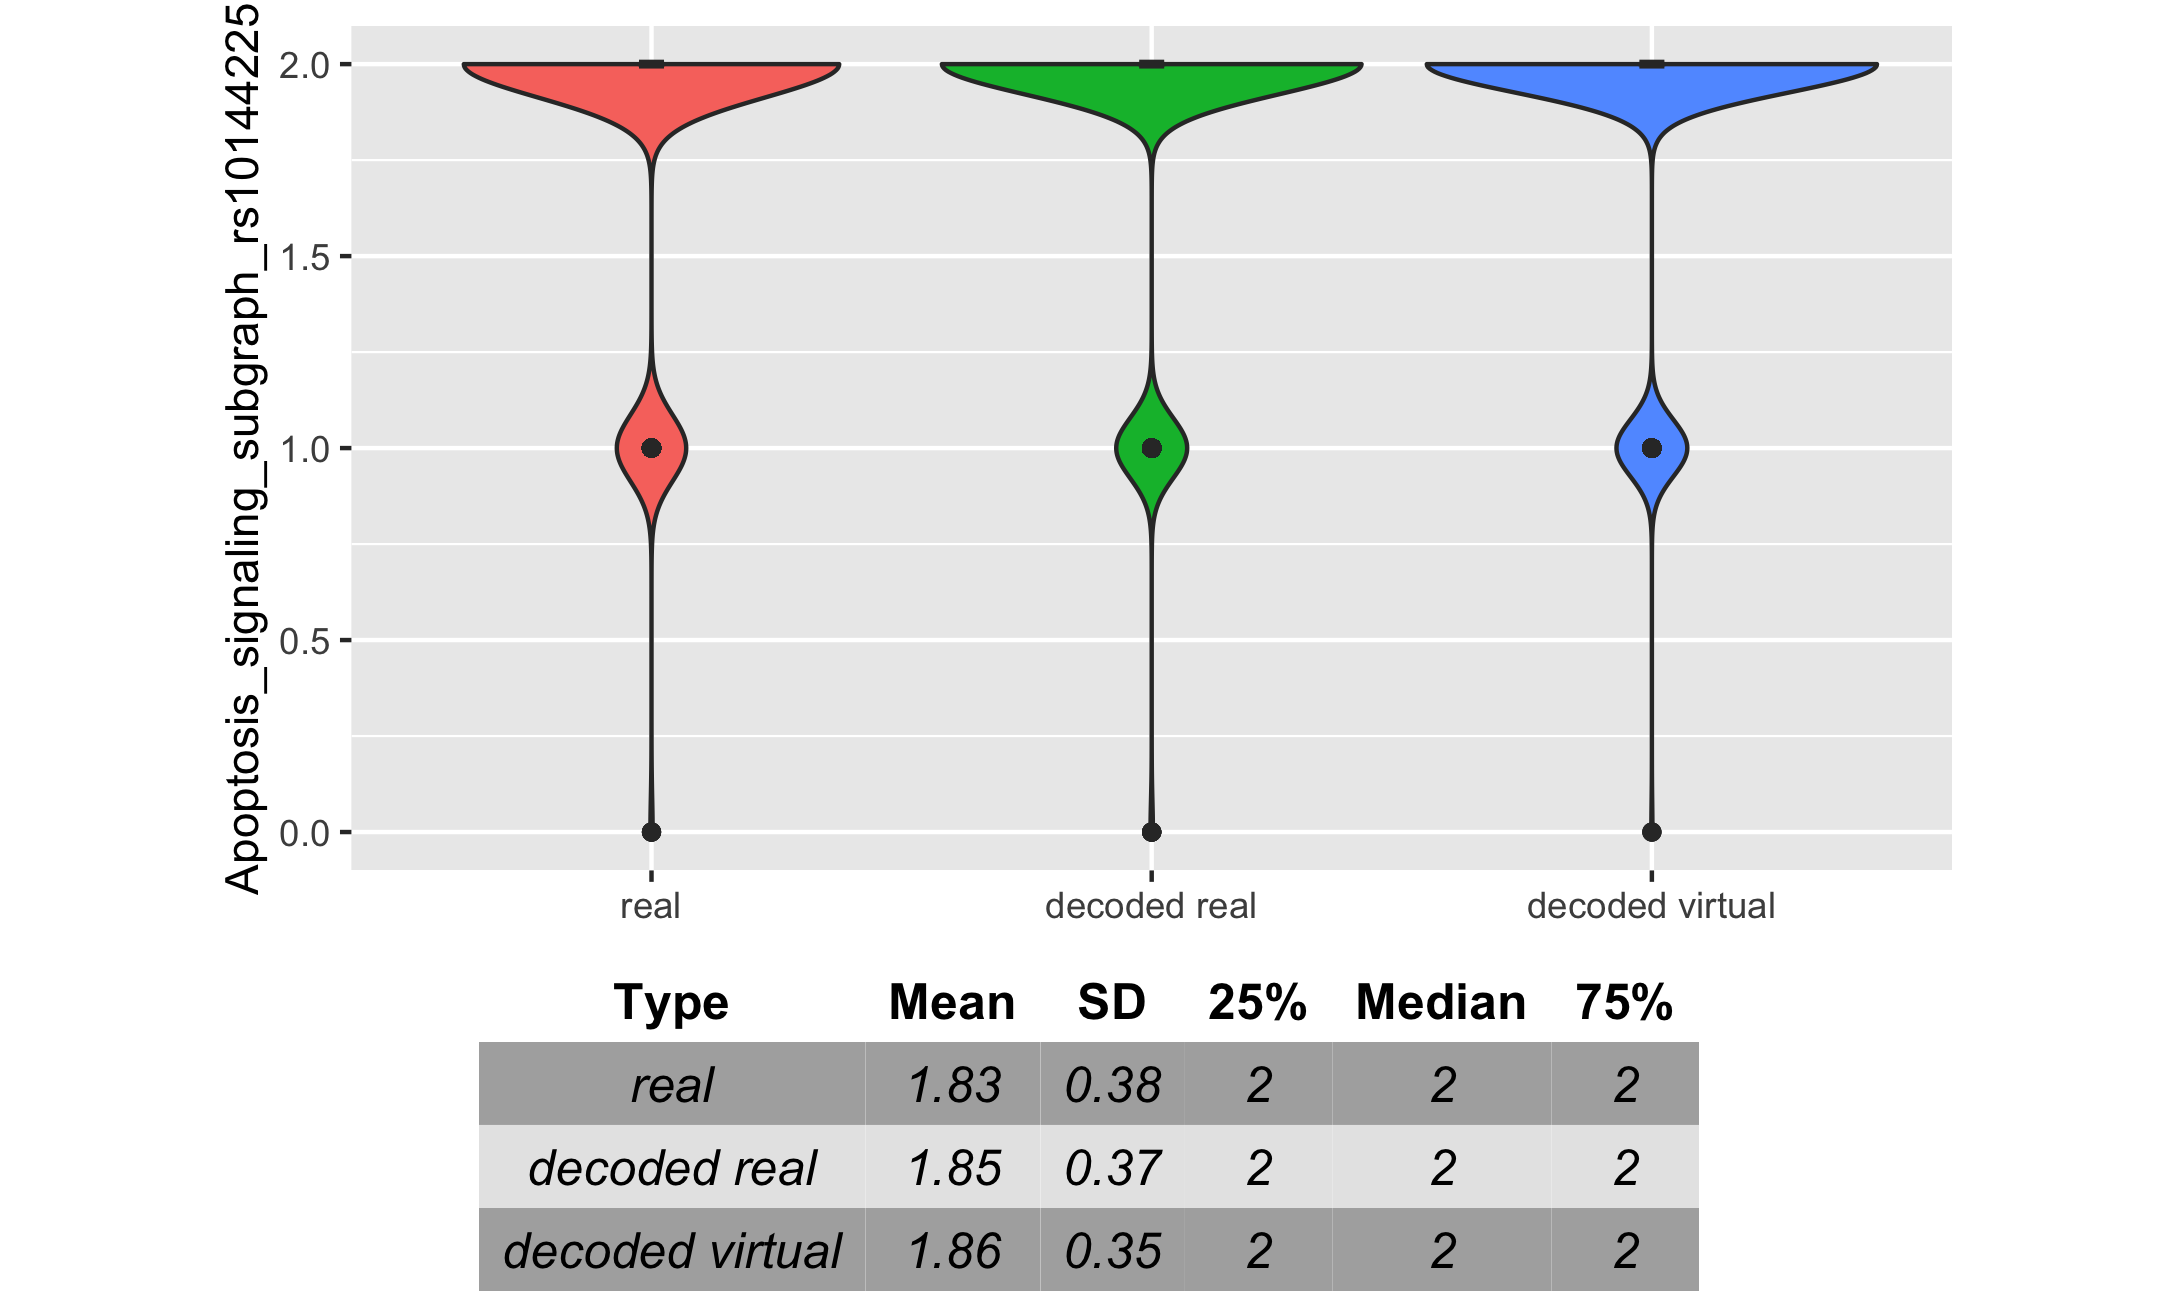 Apoptosis_signaling_subgraph_rs10144225
2.0
1.5
1.0
0.5
0.0
real decoded real decoded virtual
Type Mean SD 25% Median 75%
real 1.83 0.38 2 2 2
decoded real 1.85 0.37 2 2 2
decoded virtual 1.86 0.35 2 2 2